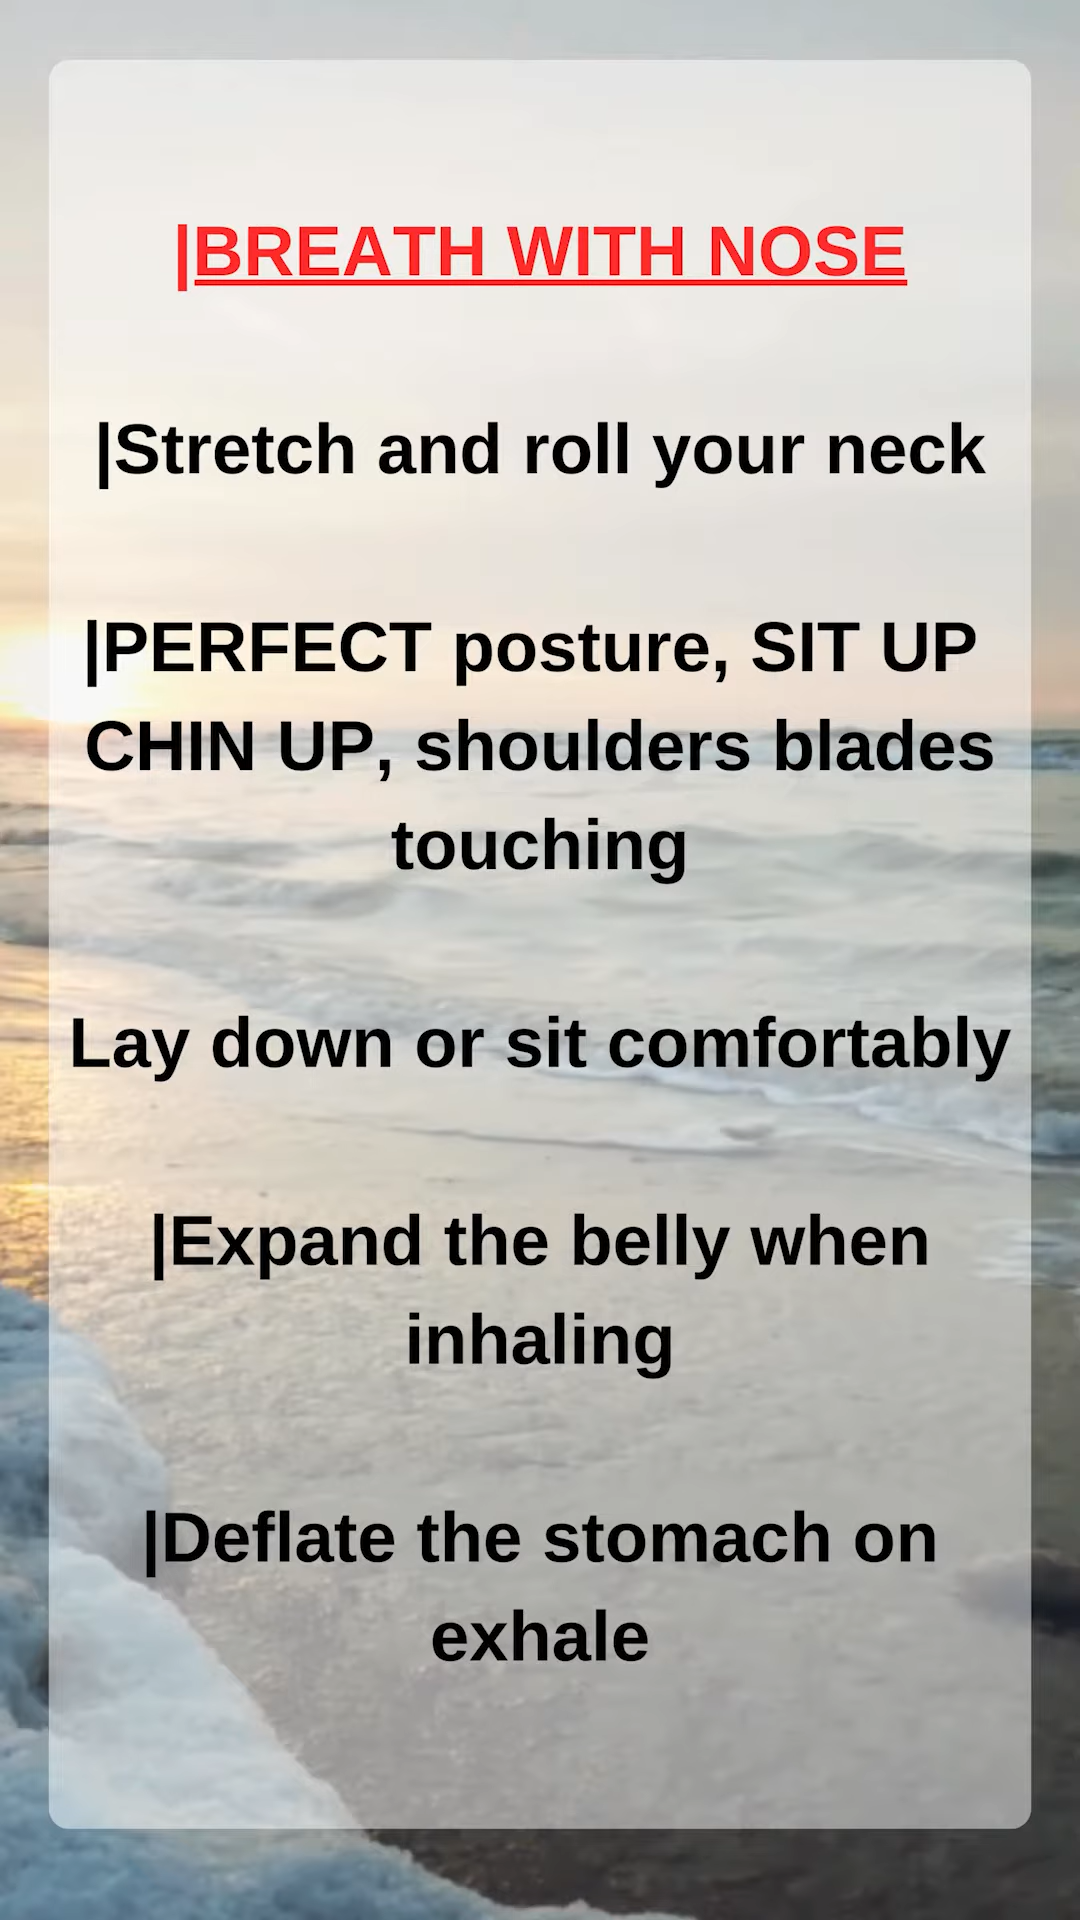 |BREATH WITH NOSE
|Stretch and roll your neck
|PERFECT posture, SIT UP
CHIN UP, shoulders blades
touching
Lay down or sit comfortably
|Expand the belly when
inhaling
|Deflate the stomach on
exhale